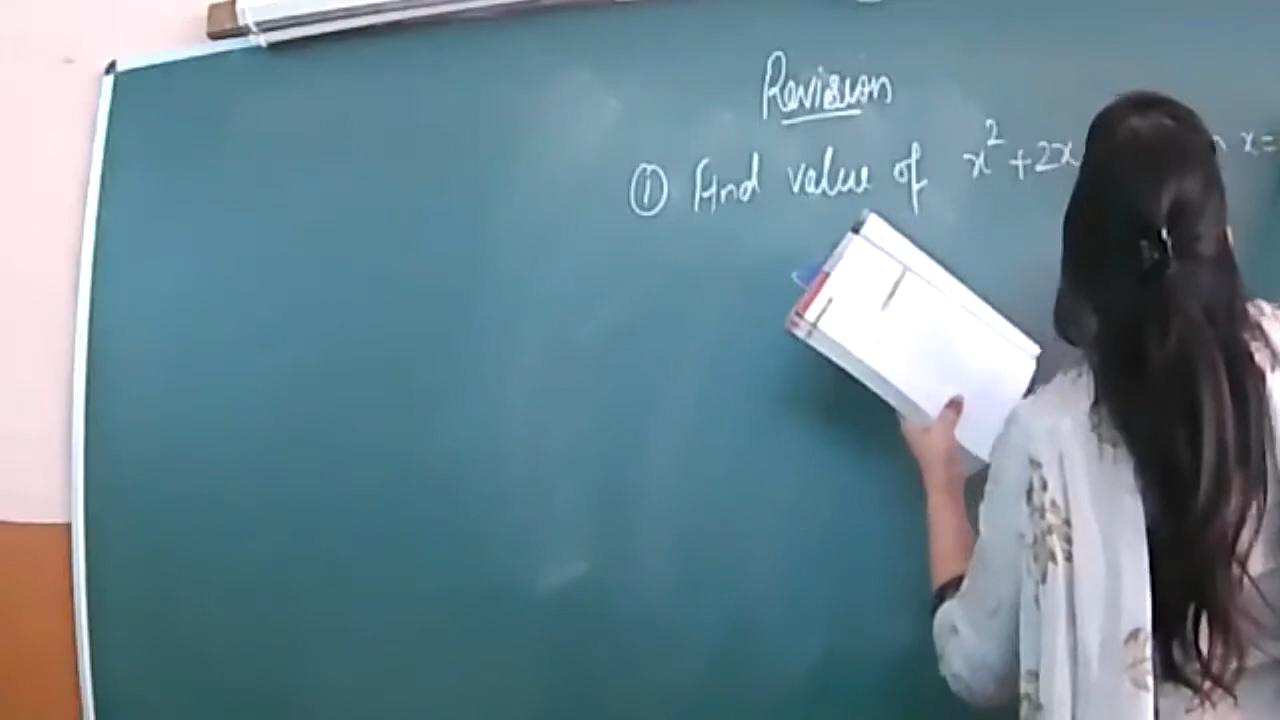 Revision
① Find value of x² + 2x x =